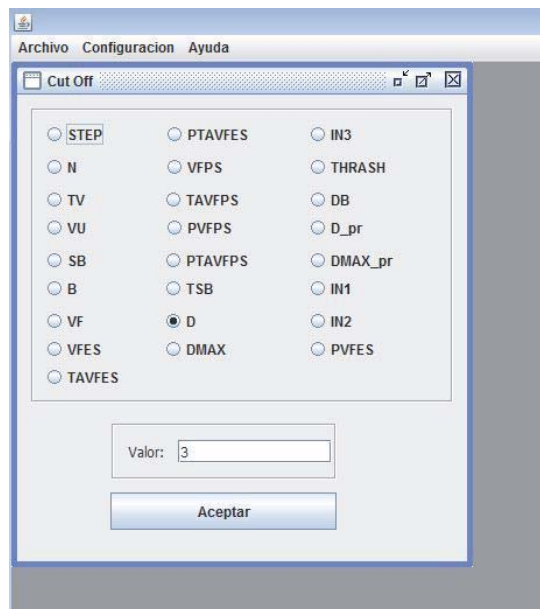 Archivo Configuracion Ayuda
Cut Off
STEP PTAVFES IN3
N VFPS THRASH
TV TAVFPS DB
VU PVFPS D_pr
SB PTAVFPS DMAX_pr
B TSB IN1
VF D IN2
VFES DMAX PVFES
TAVFES
Valor: 3
Aceptar